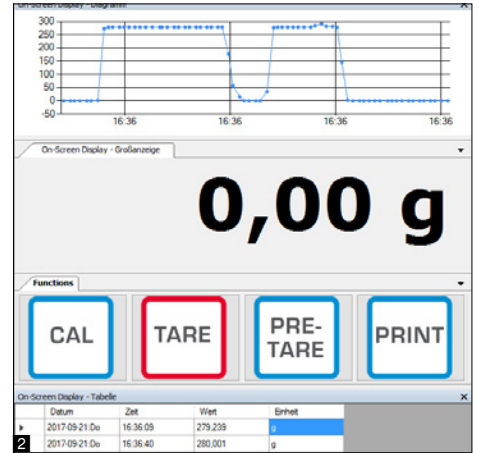 On-Screen Display - Diagramm x
300
250
200
150
100
50
0
-50
16:36 16:36 16:36 16:36
On-Screen Display - Großanzeige
0,00 g
Functions
CAL TARE PRE-TARE PRINT
On-Screen Display - Tabelle x
Datum Zeit Wert Einheit
2017-09-21:Do 16:36:09 279,239 g
2 2017-09-21:Do 16:36:40 280,001 g